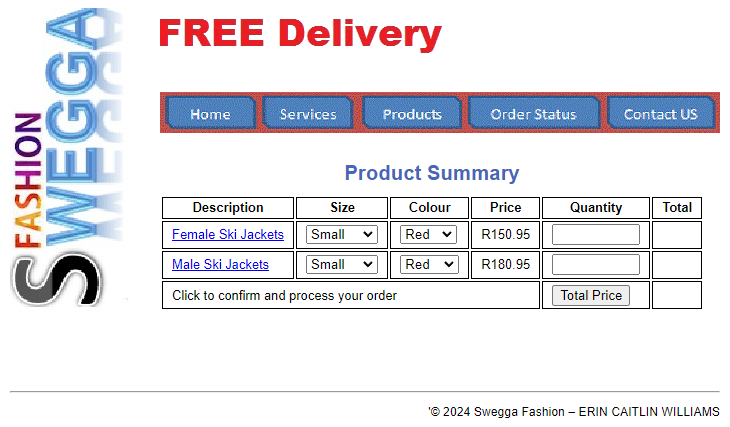 FREE Delivery
S FASHION
SWEGGA
Home Services Products Order Status Contact US
Product Summary
Description Size Colour Price Quantity Total
Female Ski Jackets Small Red R150.95
Male Ski Jackets Small Red R180.95
Click to confirm and process your order Total Price
'© 2024 Swegga Fashion – ERIN CAITLIN WILLIAMS